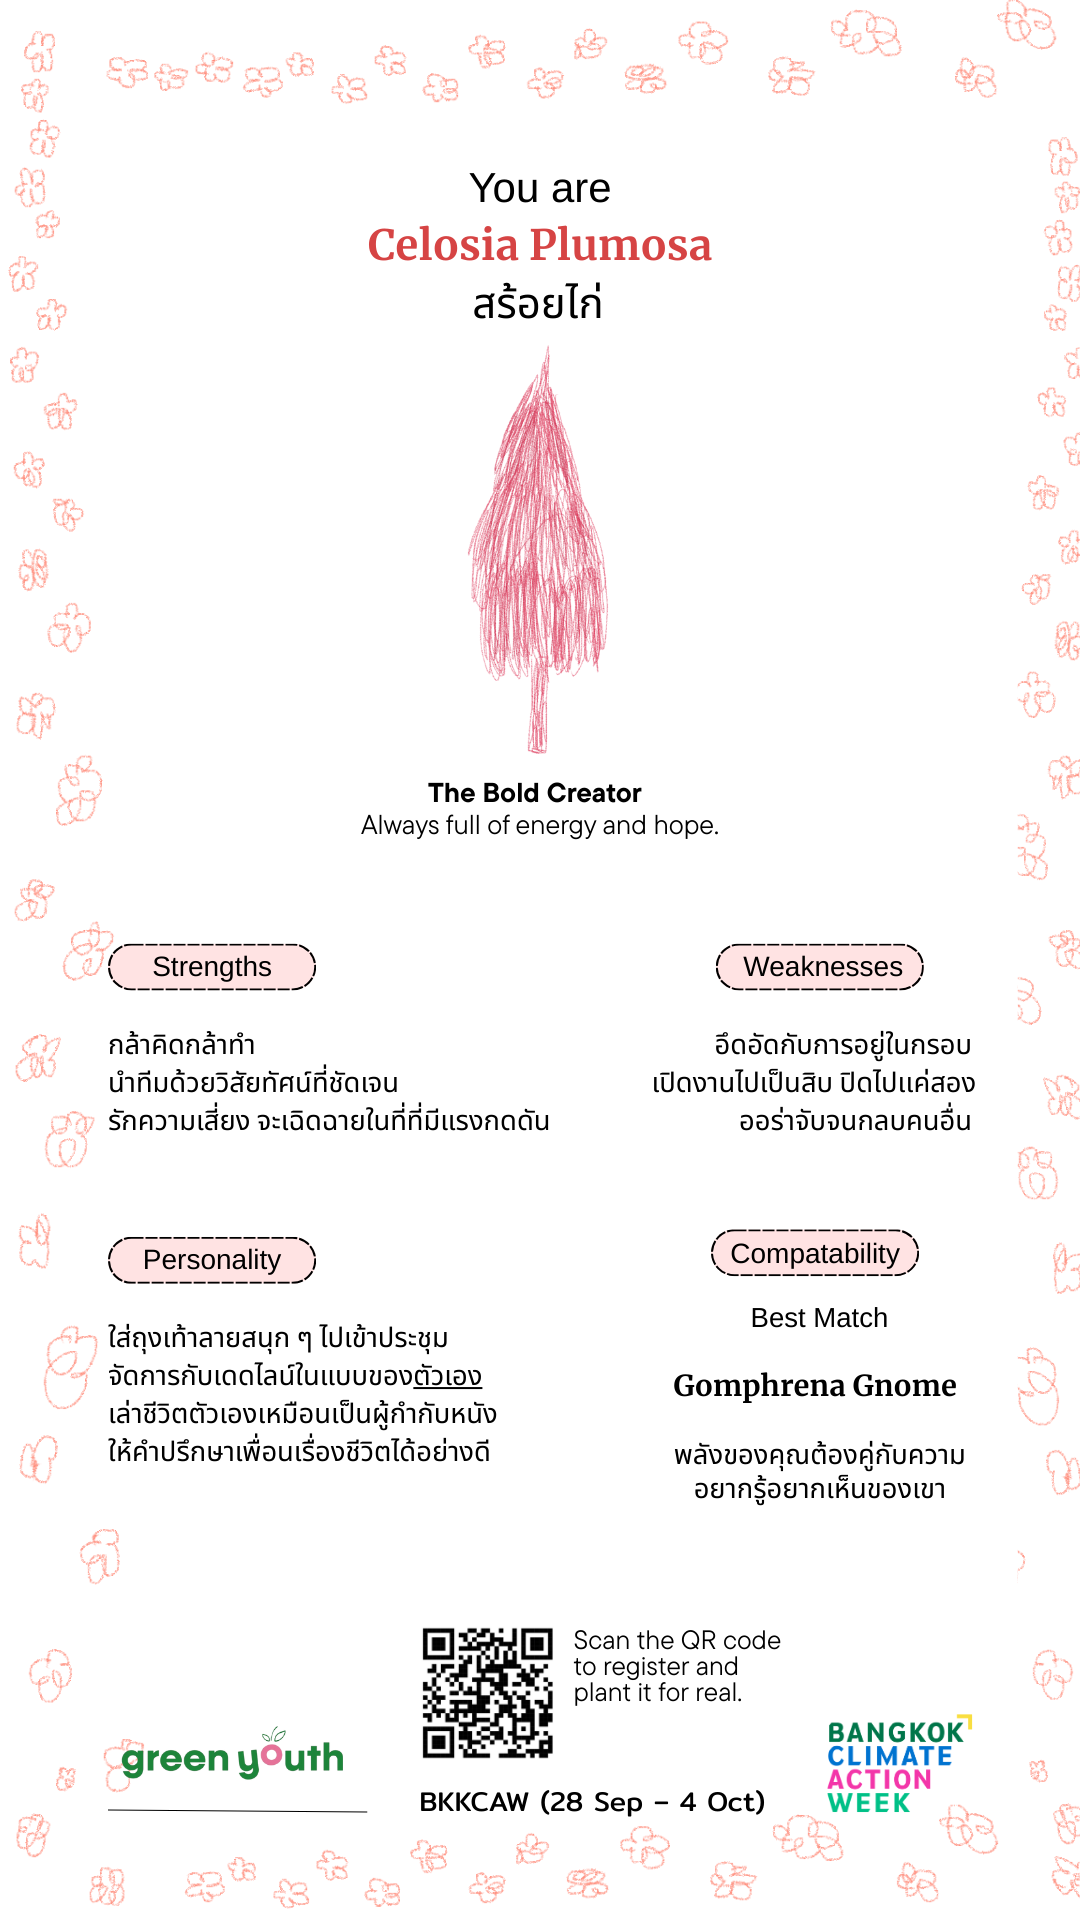 You are
Celosia Plumosa
สร้อยไก่
The Bold Creator
Always full of energy and hope.
Strengths
กล้าคิดกล้าทำ
นำทีมด้วยวิสัยทัศน์ที่ชัดเจน
รักความเสี่ยง จะเฉิดฉายในที่ที่มีแรงกดดัน
Weaknesses
อึดอัดกับการอยู่ในกรอบ
เปิดงานไปเป็นสิบ ปิดไปแค่สอง
ออร่าจับจนกลบคนอื่น
Personality
ใส่ถุงเท้าลายสนุก ๆ ไปเข้าประชุม
จัดการกับเดดไลน์ในแบบของตัวเอง
เล่าชีวิตตัวเองเหมือนเป็นผู้กำกับหนัง
ให้คำปรึกษาเพื่อนเรื่องชีวิตได้อย่างดี
Compatability
Best Match
Gomphrena Gnome
พลังของคุณต้องคู่กับความ
อยากรู้อยากเห็นของเขา
Scan the QR code
to register and
plant it for real.
green youth
BKKCAW (28 Sep – 4 Oct)
BANGKOK
CLIMATE
ACTION
WEEK